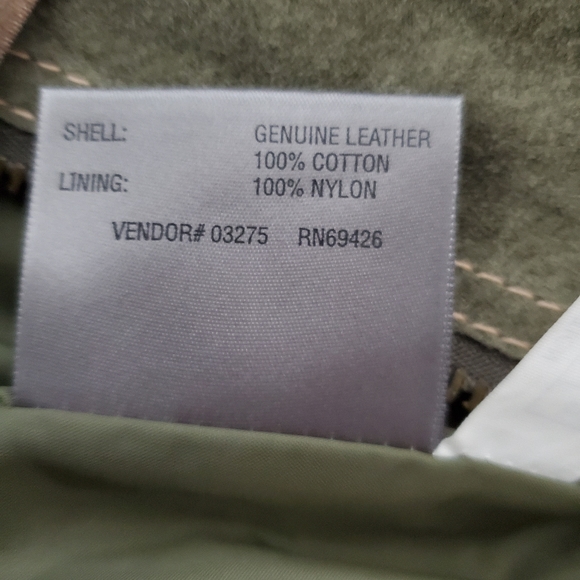 SHELL: GENUINE LEATHER
100% COTTON
LINING: 100% NYLON
VENDOR# 03275 RN69426